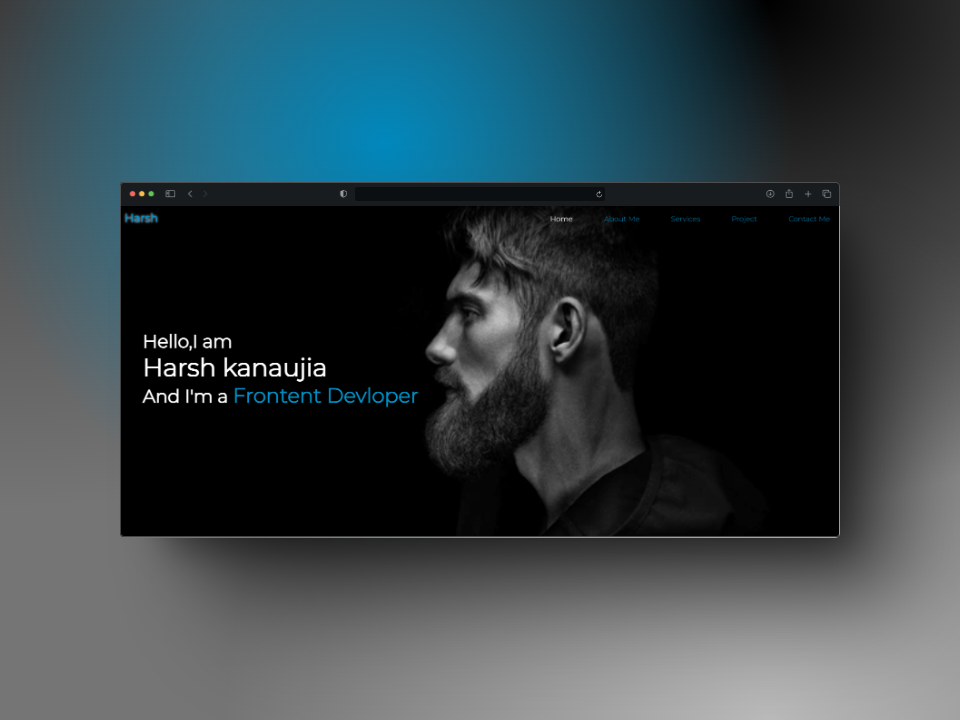 Harsh
Home About Me Services Project Contact Me
Hello,I am
Harsh kanaujia
And I'm a Frontent Devloper